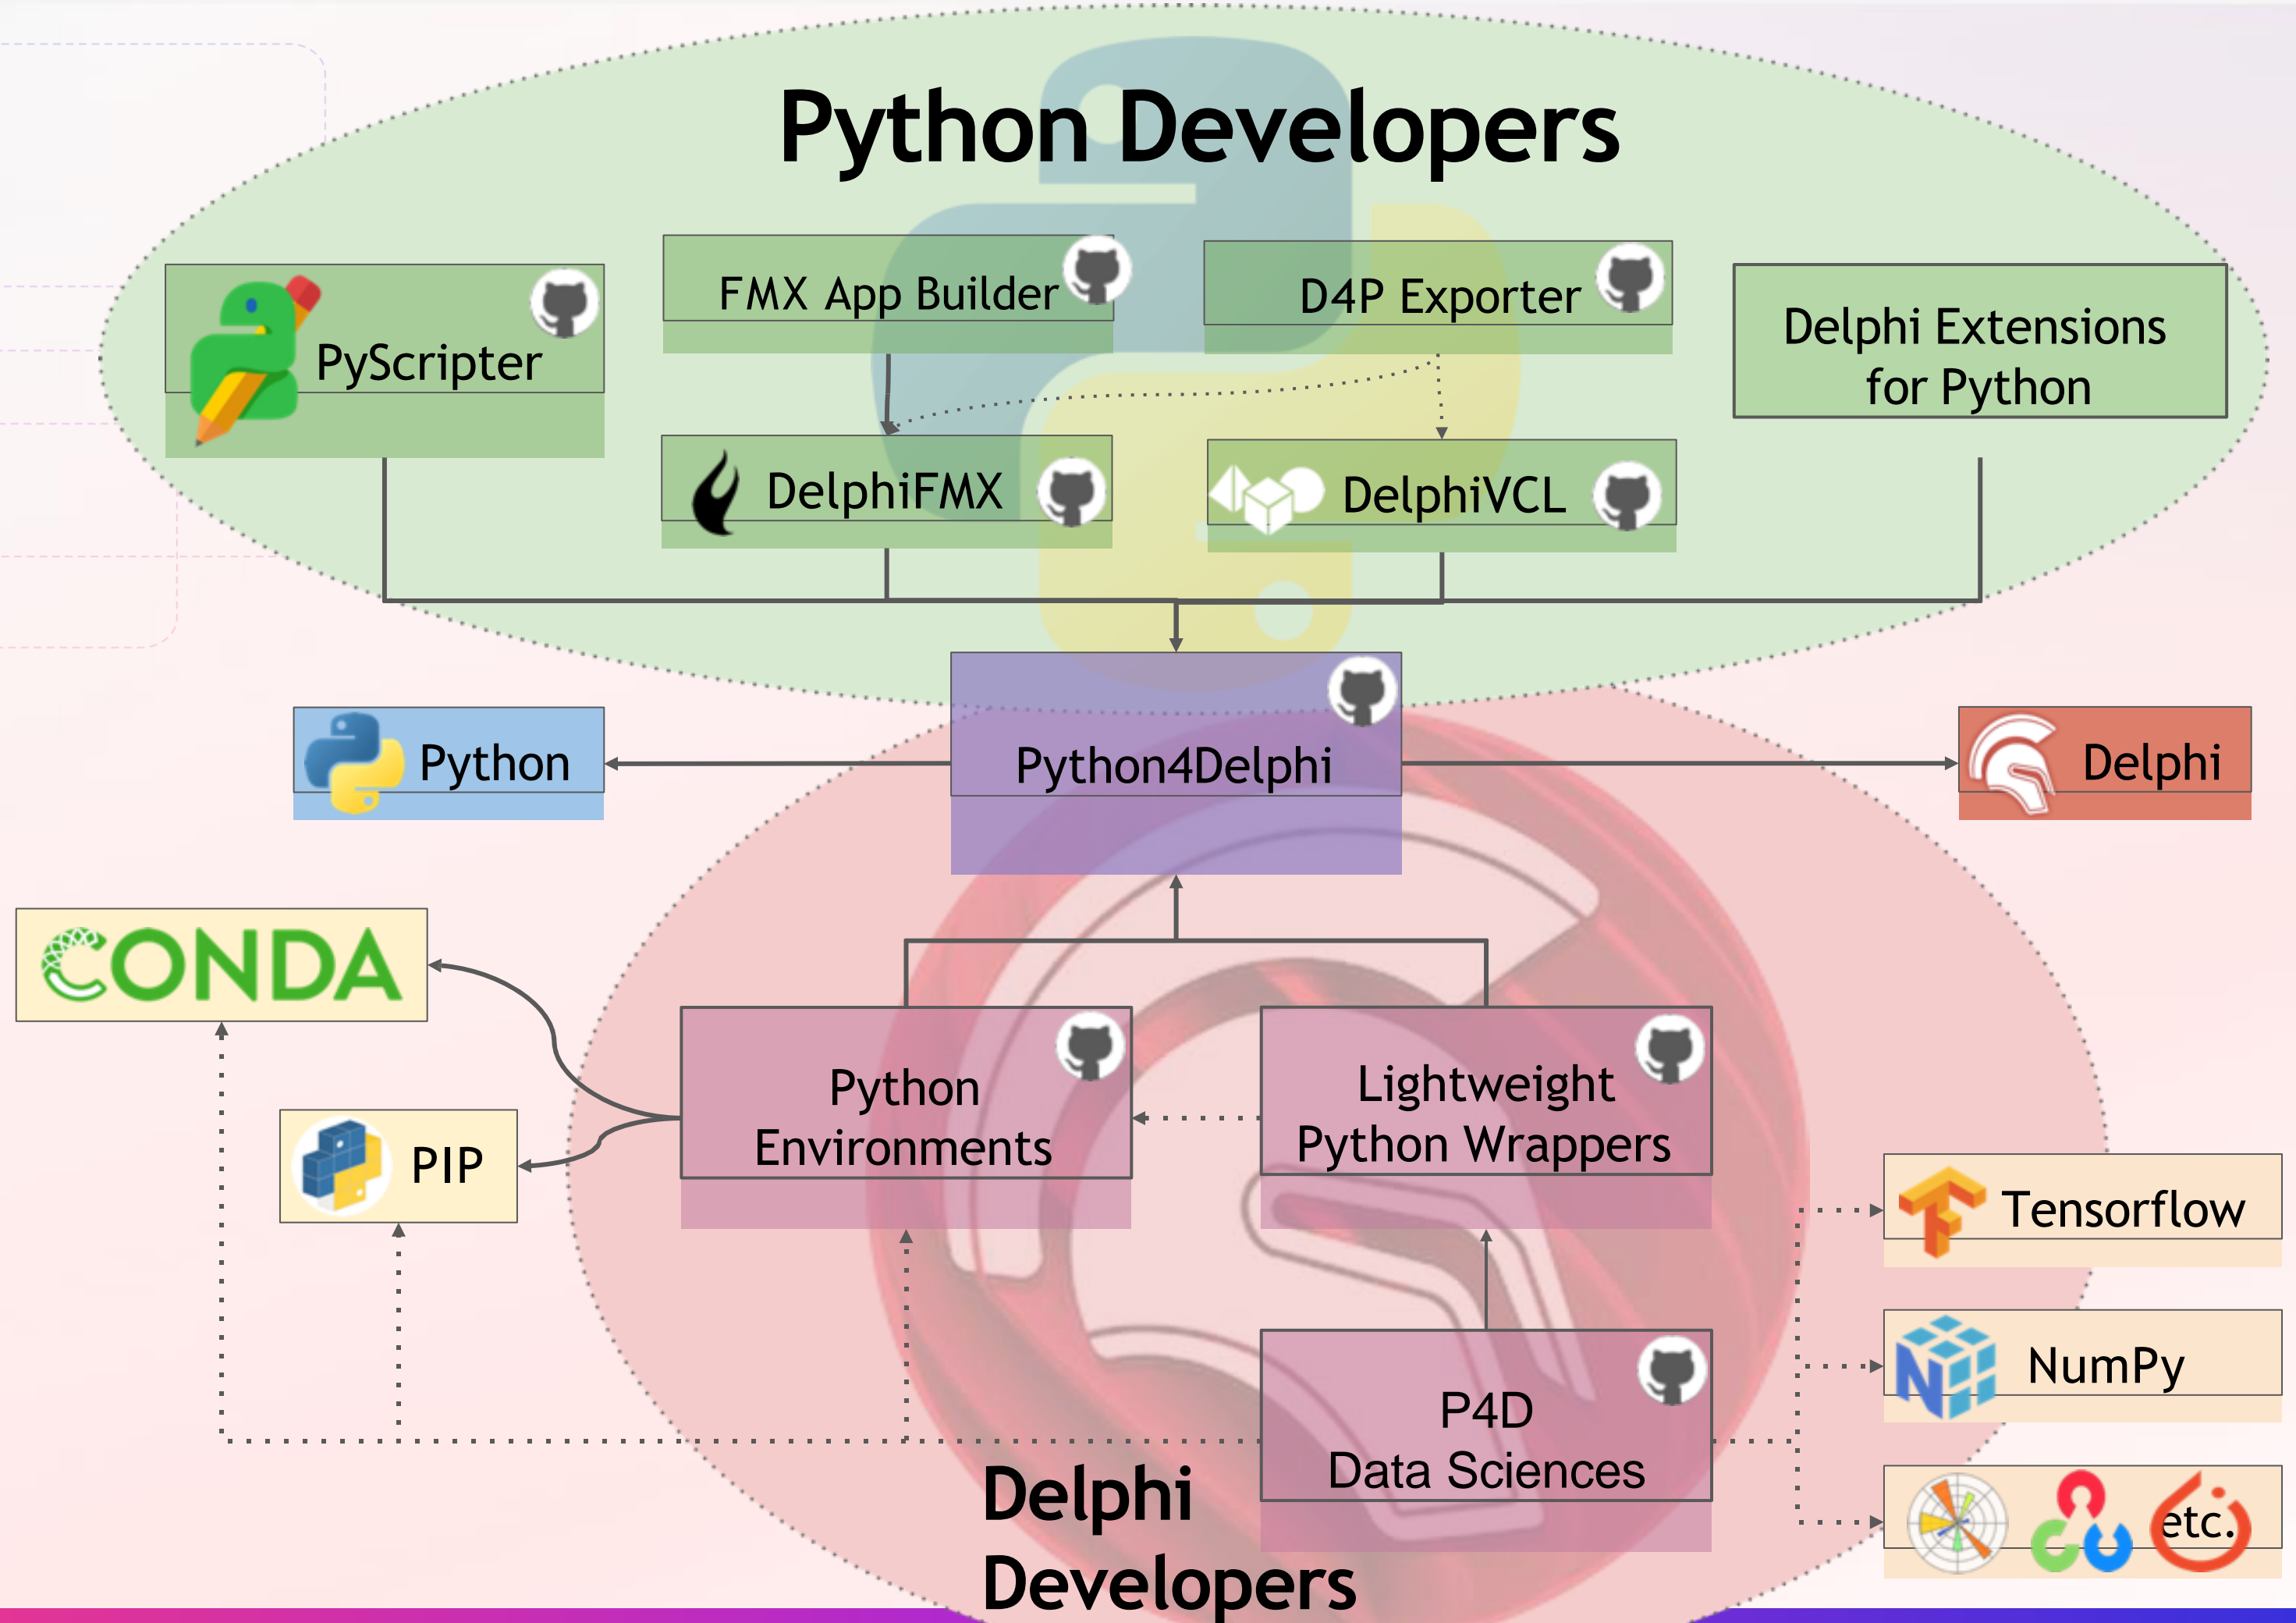 Python Developers
PyScripter
FMX App Builder
D4P Exporter
Delphi Extensions
for Python
DelphiFMX
DelphiVCL
Python
Python4Delphi
Delphi
CONDA
PIP
Python
Environments
Lightweight
Python Wrappers
Tensorflow
NumPy
P4D
Data Sciences
etc.
Delphi
Developers